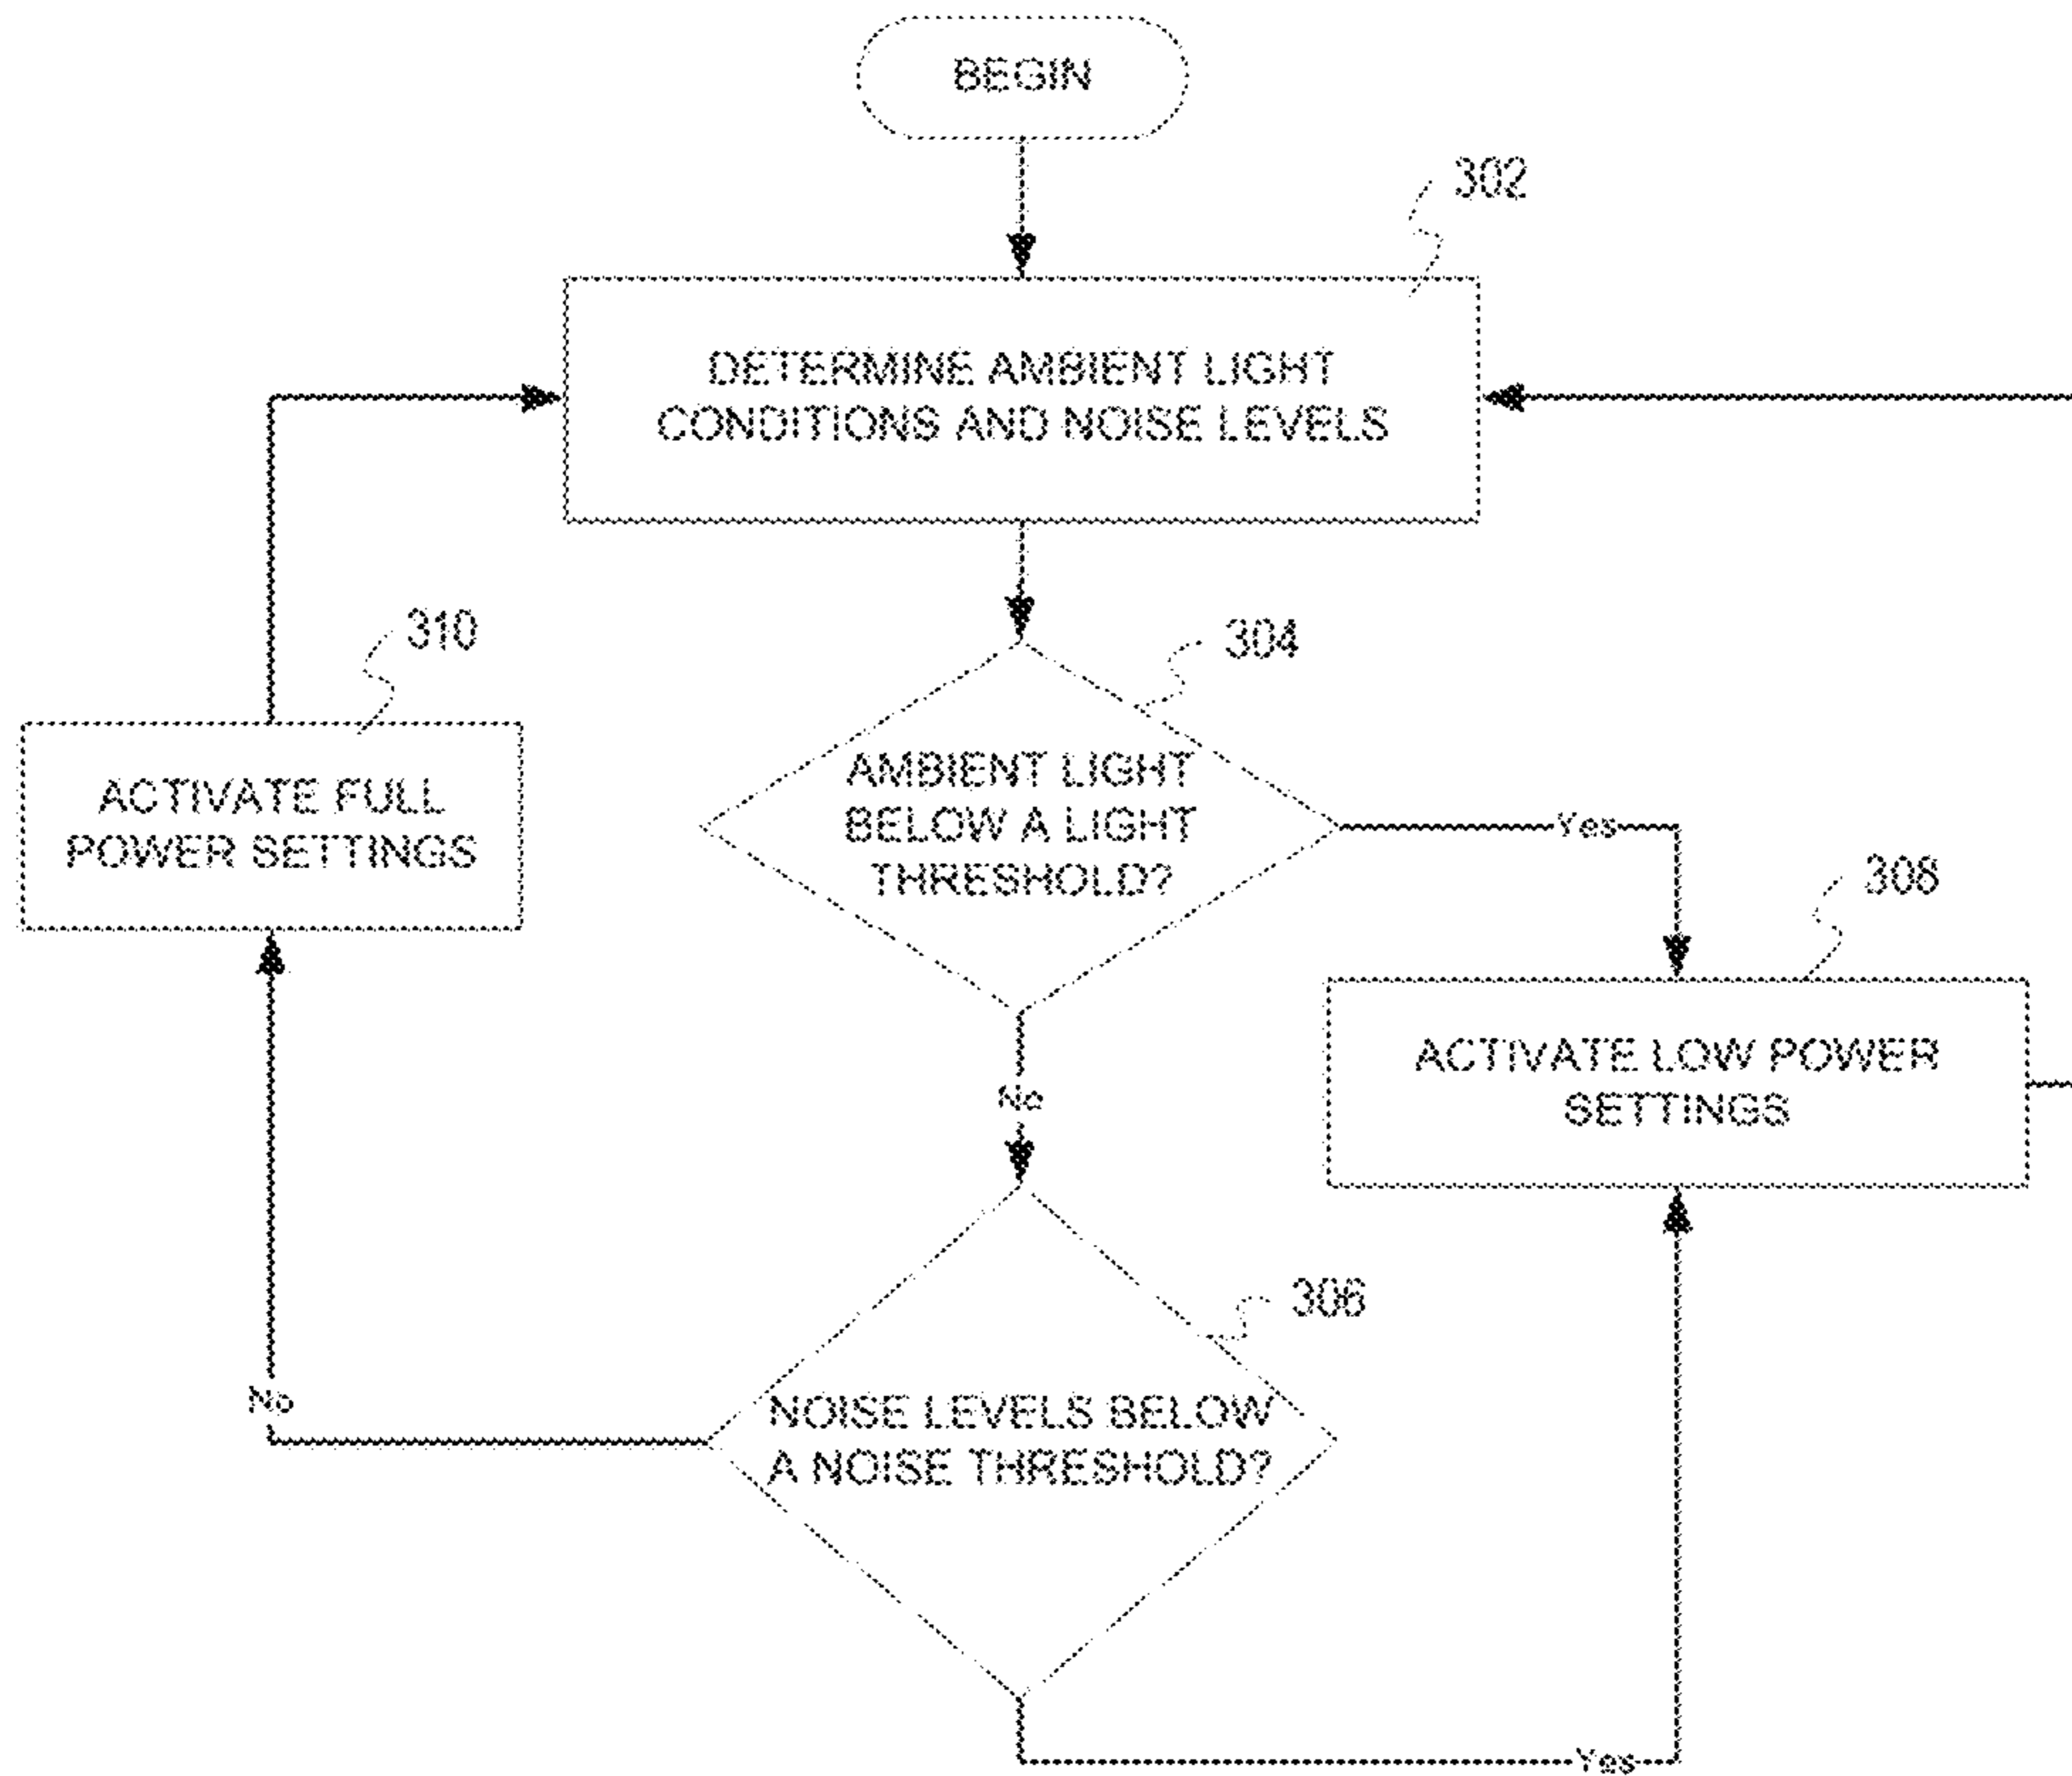 BEGIN
302
DETERMINE AMBIENT LIGHT
CONDITIONS AND NOISE LEVELS
310
304
ACTIVATE FULL
POWER SETTINGS
AMBIENT LIGHT
BELOW A LIGHT
THRESHOLD?
Yes
308
ACTIVATE LOW POWER
SETTINGS
No
306
NOISE LEVELS BELOW
A NOISE THRESHOLD?
No
Yes